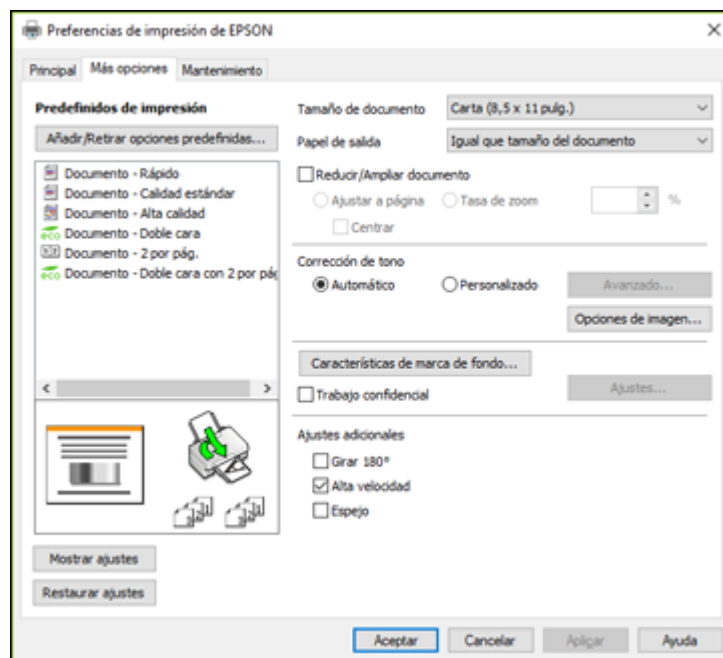 Preferencias de impresión de EPSON
Principal
Más opciones
Mantenimiento
Predefinidos de impresión
Añadir/Retirar opciones predefinidas...
Documento - Rápido
Documento - Calidad estándar
Documento - Alta calidad
eco Documento - Doble cara
Documento - 2 por pág.
eco Documento - Doble cara con 2 por pág
Mostrar ajustes
Restaurar ajustes
Tamaño de documento
Carta (8,5 x 11 pulg.)
Papel de salida
Igual que tamaño del documento
Reducir/Ampliar documento
Ajustar a página
Tasa de zoom
%
Centrar
Corrección de tono
Automático
Personalizado
Avanzado...
Opciones de imagen...
Características de marca de fondo...
Trabajo confidencial
Ajustes...
Ajustes adicionales
Girar 180º
Alta velocidad
Espejo
Aceptar
Cancelar
Aplicar
Ayuda